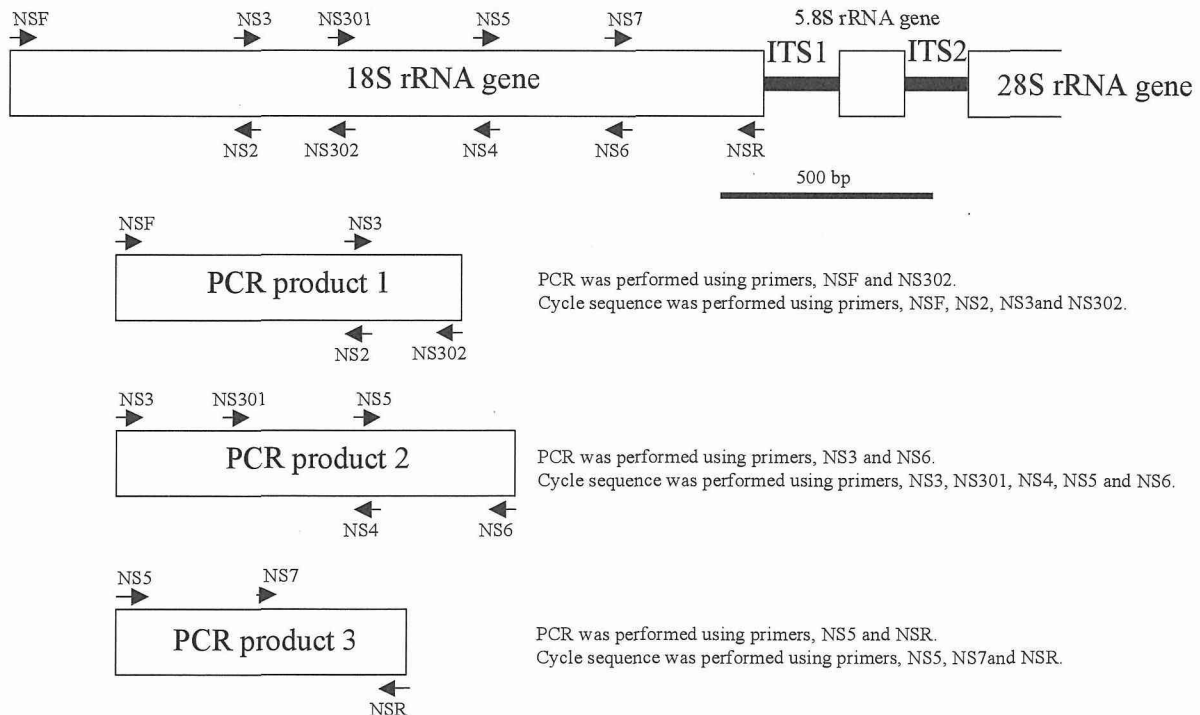 NSF NS3 NS301 NS5 NS7 5.8S rRNA gene
ITS1 ITS2
18S rRNA gene 28S rRNA gene
NS2 NS302 NS4 NS6 NSR
500 bp
NSF NS3
PCR product 1
PCR was performed using primers, NSF and NS302.
Cycle sequence was performed using primers, NSF, NS2, NS3and NS302.
NS2 NS302
NS3 NS301 NS5
PCR product 2
PCR was performed using primers, NS3 and NS6.
Cycle sequence was performed using primers, NS3, NS301, NS4, NS5 and NS6.
NS4 NS6
NS5 NS7
PCR product 3
PCR was performed using primers, NS5 and NSR.
Cycle sequence was performed using primers, NS5, NS7and NSR.
NSR